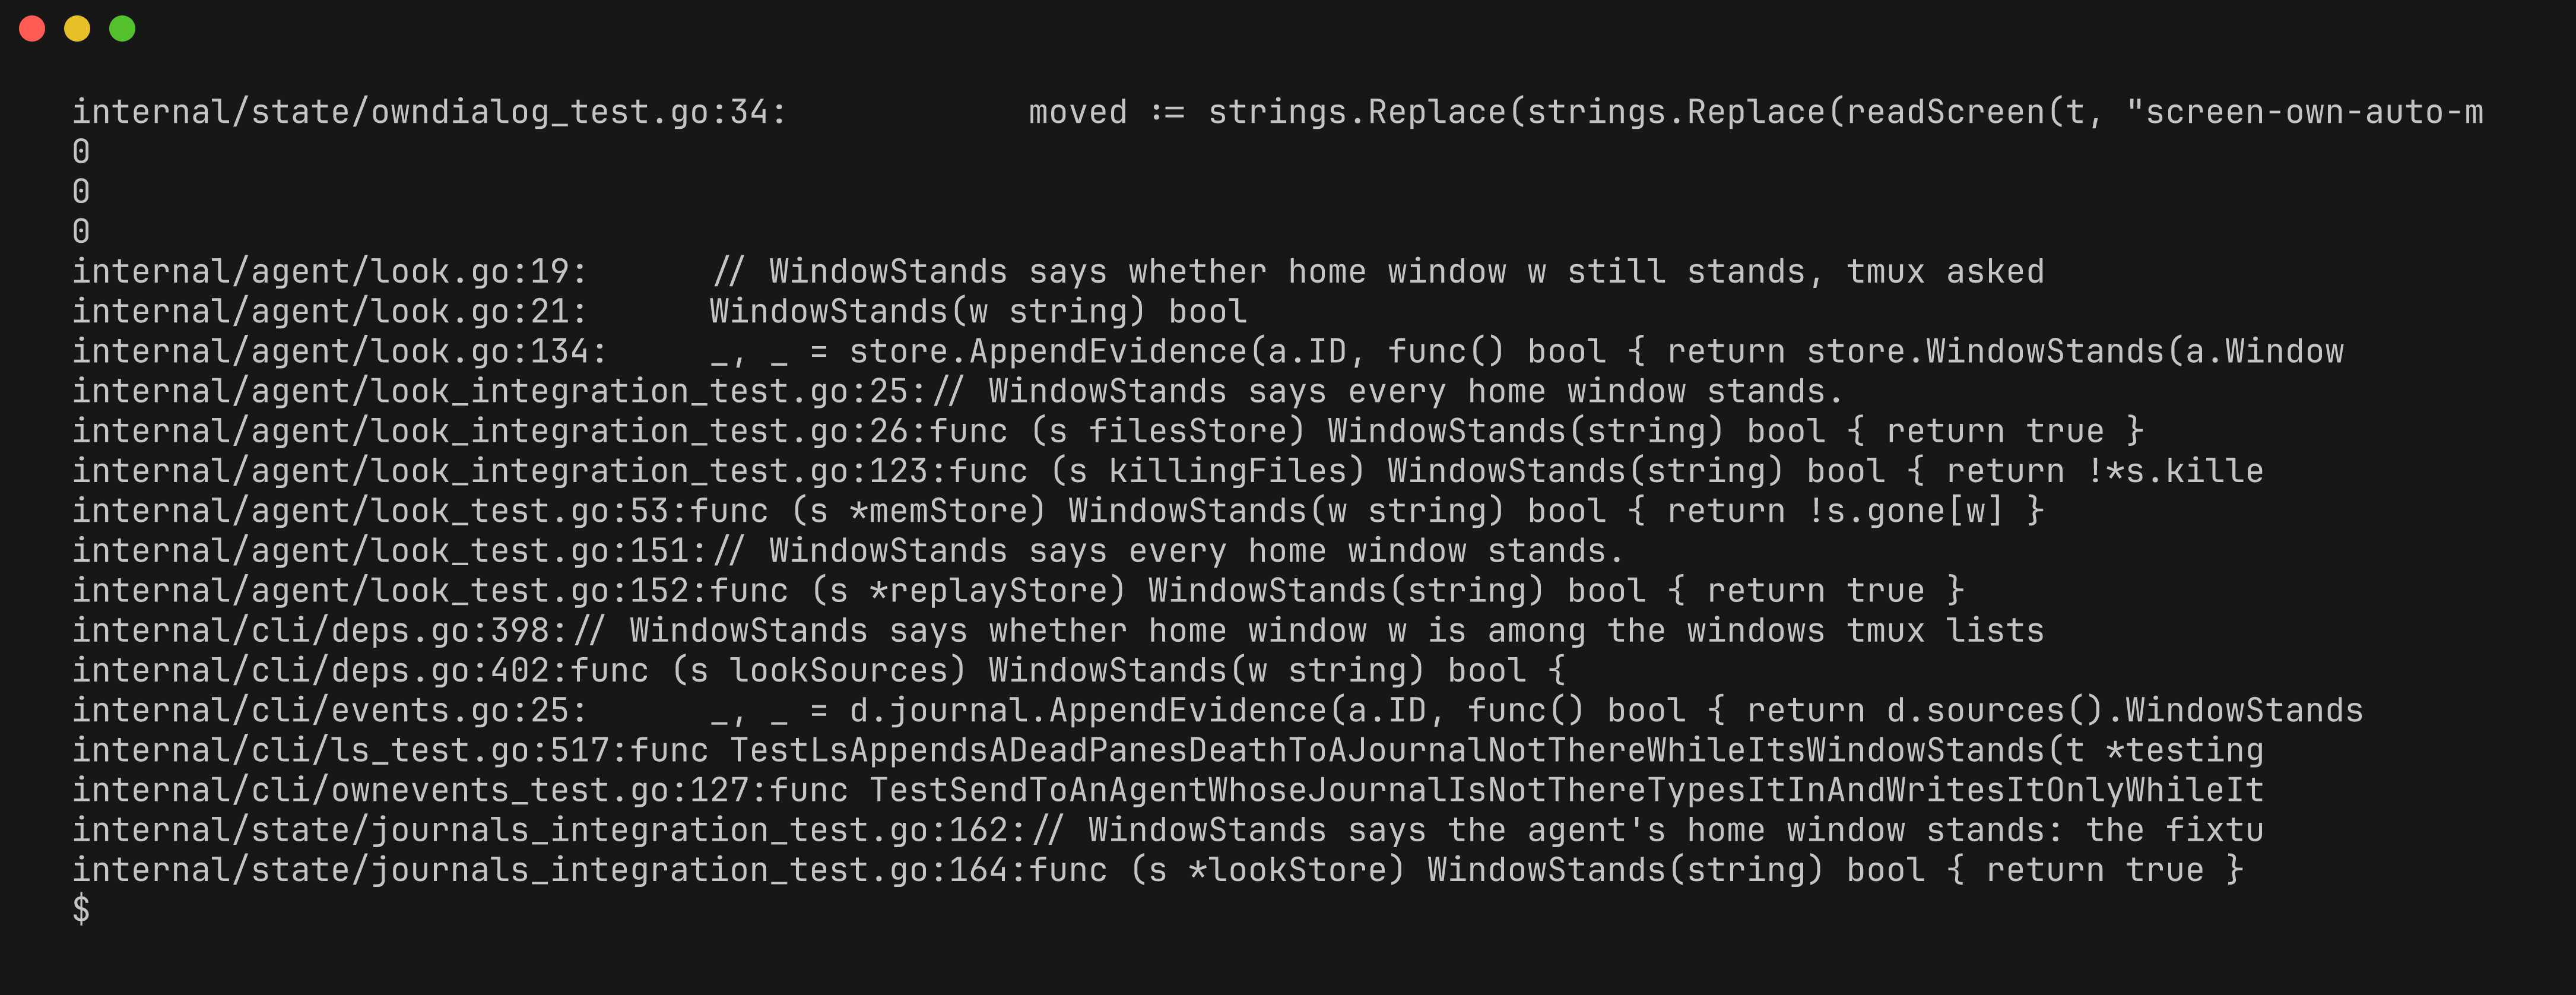 internal/state/owndialog_test.go:34:            moved := strings.Replace(strings.Replace(readScreen(t, "screen-own-auto-m
0
0
0
internal/agent/look.go:19:      // WindowStands says whether home window w still stands, tmux asked
internal/agent/look.go:21:      WindowStands(w string) bool
internal/agent/look.go:134:     _, _ = store.AppendEvidence(a.ID, func() bool { return store.WindowStands(a.Window
internal/agent/look_integration_test.go:25:// WindowStands says every home window stands.
internal/agent/look_integration_test.go:26:func (s filesStore) WindowStands(string) bool { return true }
internal/agent/look_integration_test.go:123:func (s killingFiles) WindowStands(string) bool { return !*s.kille
internal/agent/look_test.go:53:func (s *memStore) WindowStands(w string) bool { return !s.gone[w] }
internal/agent/look_test.go:151:// WindowStands says every home window stands.
internal/agent/look_test.go:152:func (s *replayStore) WindowStands(string) bool { return true }
internal/cli/deps.go:398:// WindowStands says whether home window w is among the windows tmux lists
internal/cli/deps.go:402:func (s lookSources) WindowStands(w string) bool {
internal/cli/events.go:25:      _, _ = d.journal.AppendEvidence(a.ID, func() bool { return d.sources().WindowStands
internal/cli/ls_test.go:517:func TestLsAppendsADeadPanesDeathToAJournalNotThereWhileItsWindowStands(t *testing
internal/cli/ownevents_test.go:127:func TestSendToAnAgentWhoseJournalIsNotThereTypesItInAndWritesItOnlyWhileIt
internal/state/journals_integration_test.go:162:// WindowStands says the agent's home window stands: the fixtu
internal/state/journals_integration_test.go:164:func (s *lookStore) WindowStands(string) bool { return true }
$